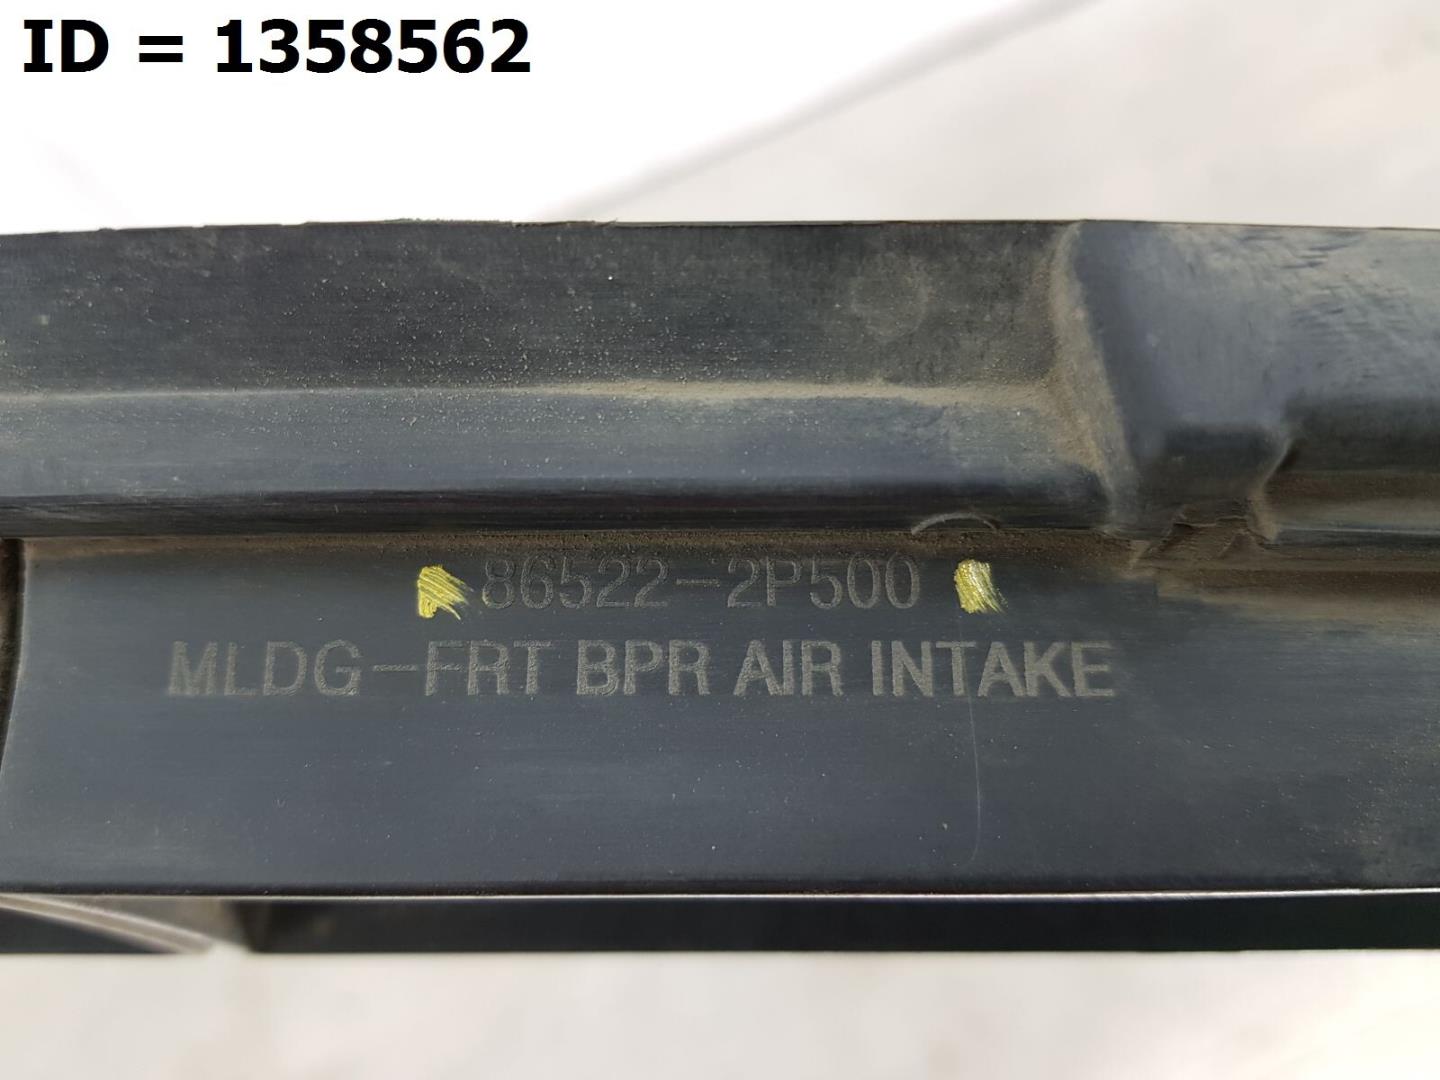 ID = 1358562
86522-2P500
MLDG-FRT BPR AIR INTAKE